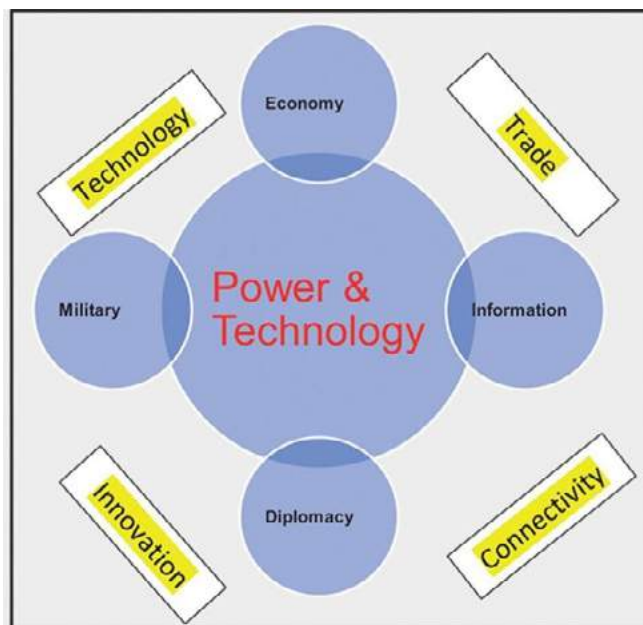 Economy
Technology
Trade
Military
Power &
Technology
Information
Innovation
Diplomacy
Connectivity